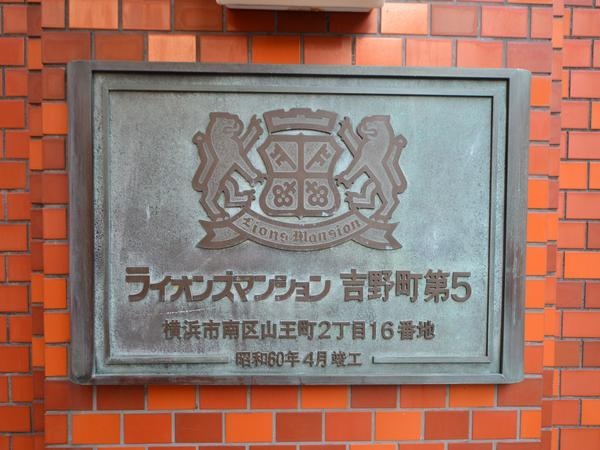 Lions Mansion
ライオンズマンション 吉野町第5
横浜市南区山王町2丁目16番地
昭和60年4月竣工